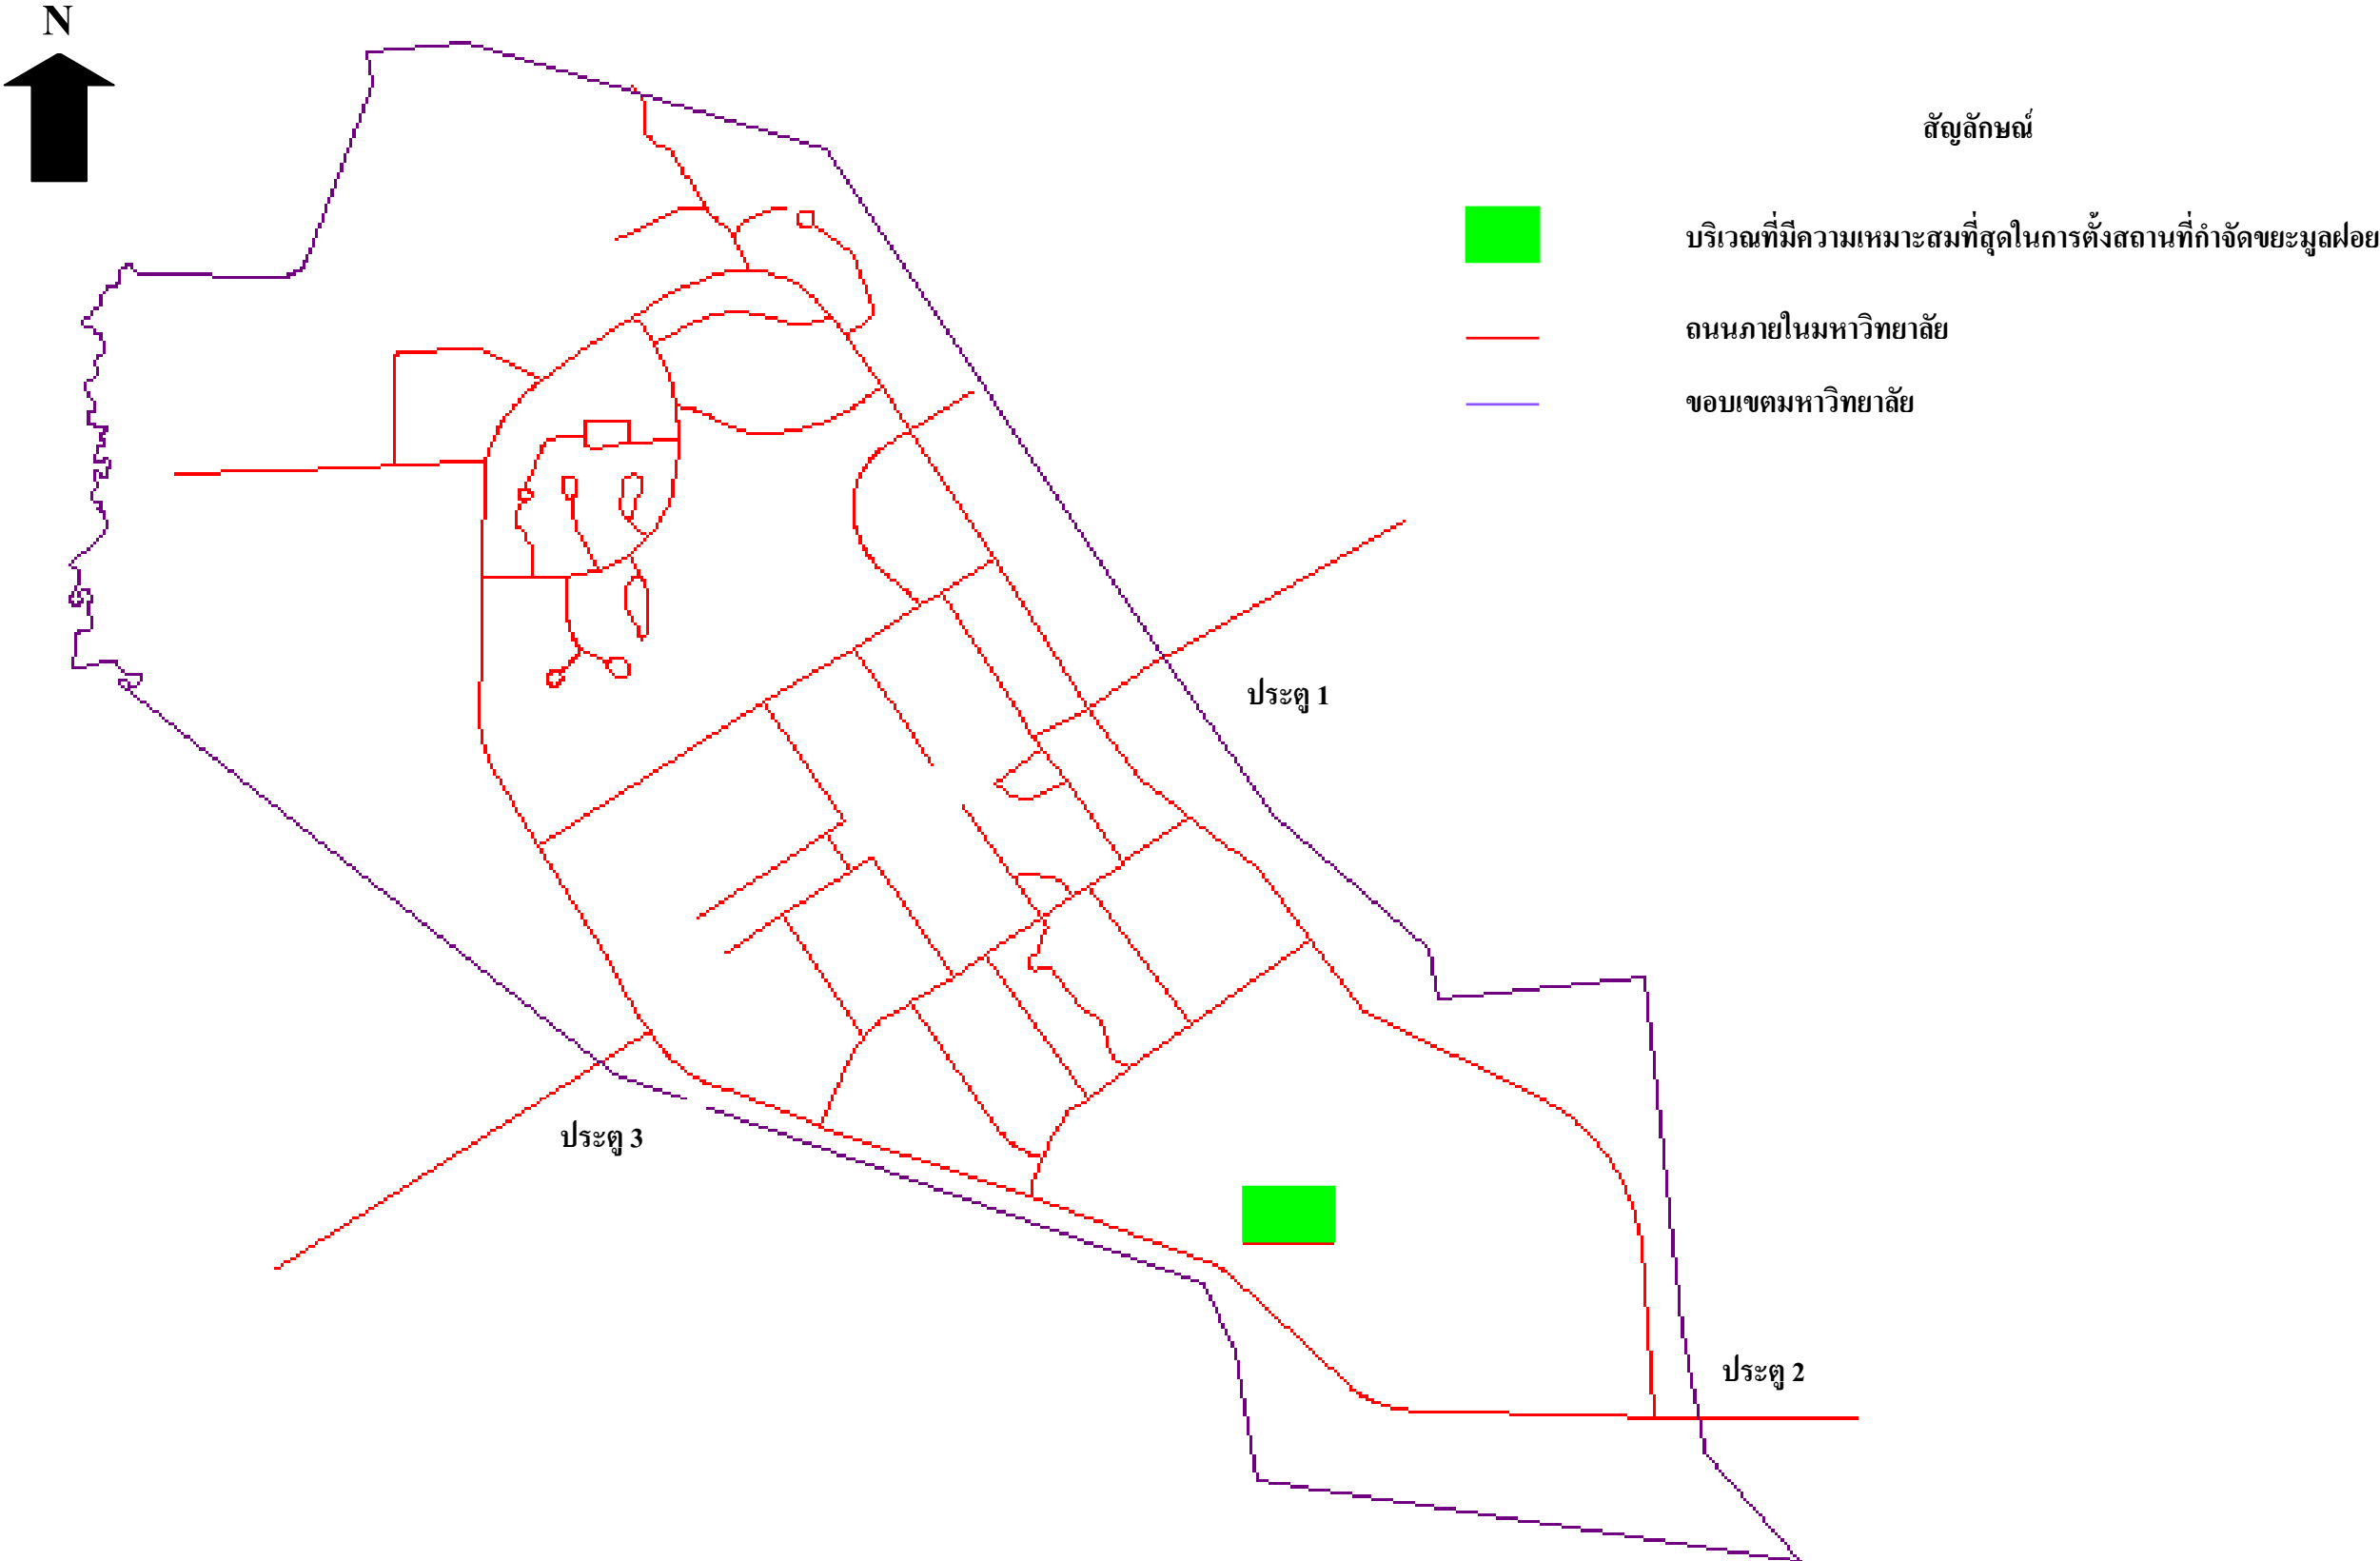 N
สัญลักษณ์
บริเวณที่มีความเหมาะสมที่สุดในการตั้งสถานที่กำจัดขยะมูลฝอย
ถนนภายในมหาวิทยาลัย
ขอบเขตมหาวิทยาลัย
ประตู 1
ประตู 3
ประตู 2